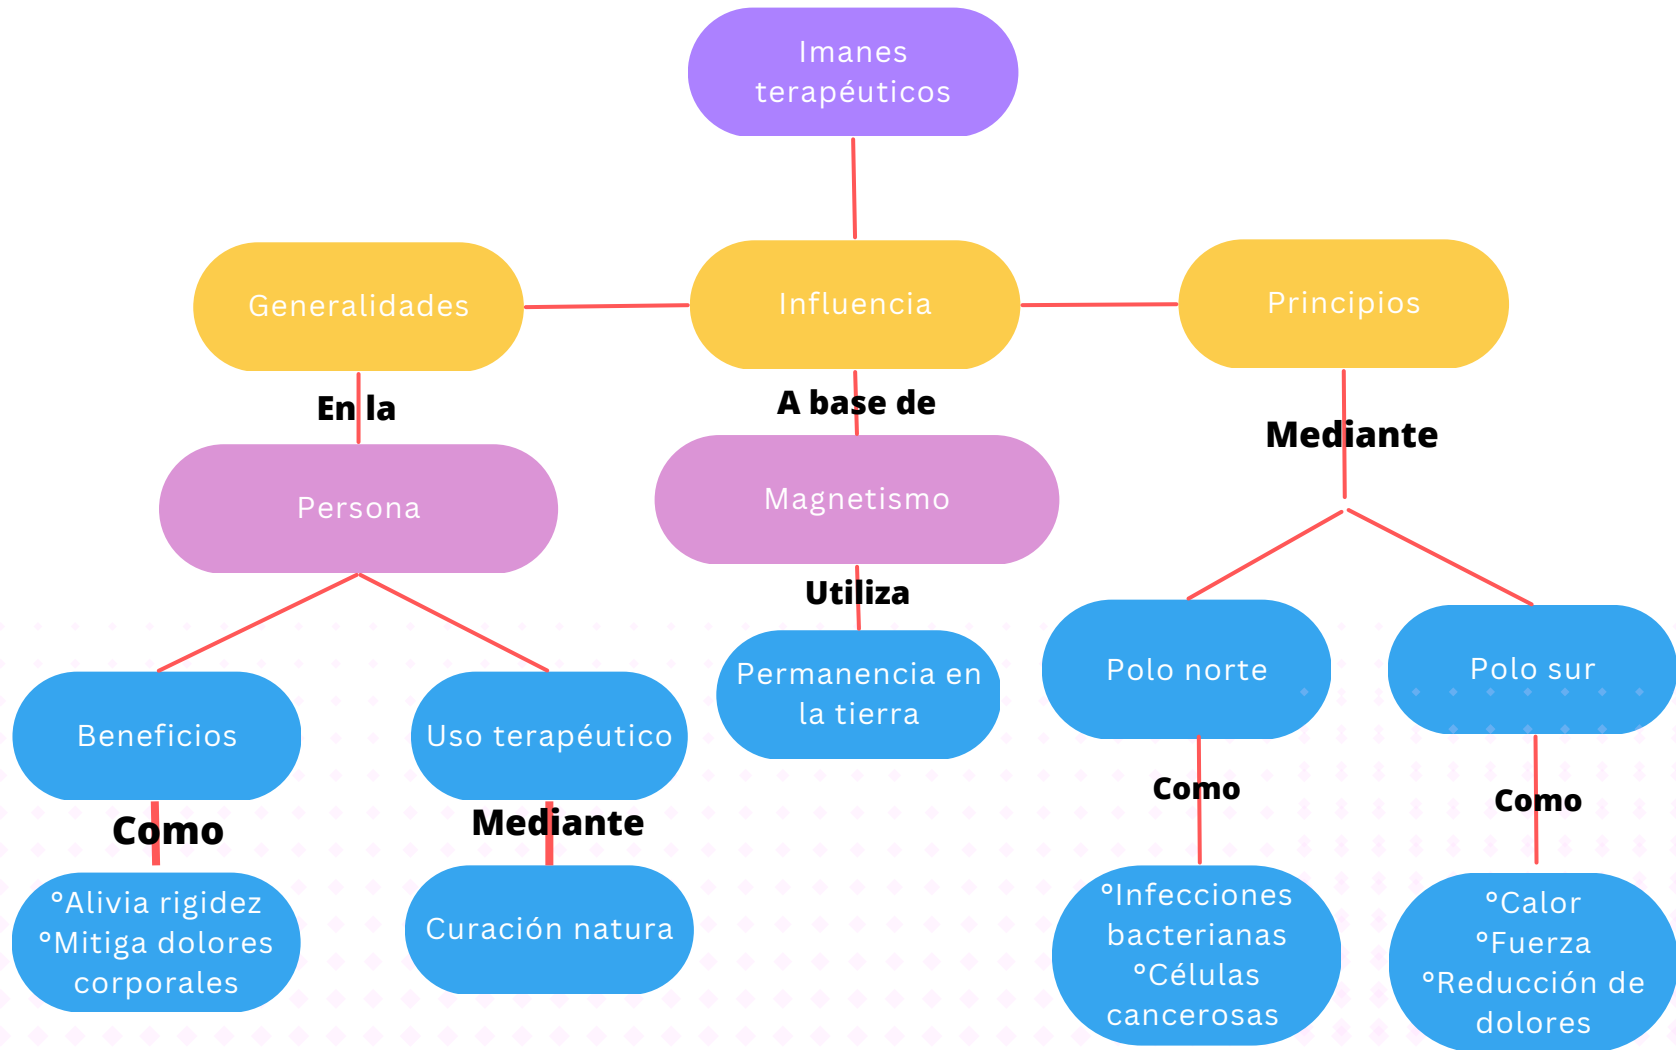 Imanes
terapéuticos
Generalidades
Influencia
Principios
En la
A base de
Mediante
Persona
Magnetismo
Utiliza
Beneficios
Uso terapéutico
Permanencia en
la tierra
Polo norte
Polo sur
Como
Mediante
Como
Como
°Alivia rigidez
°Mitiga dolores
corporales
Curación natura
°Infecciones
bacterianas
°Células
cancerosas
°Calor
°Fuerza
°Reducción de
dolores